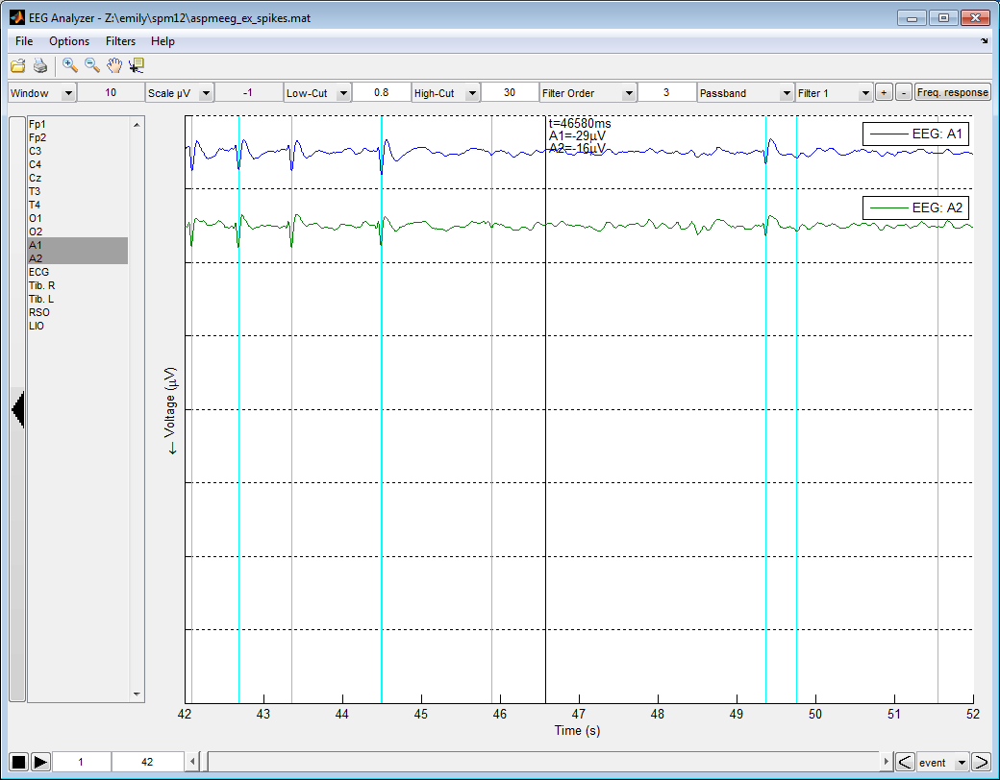 EEG Analyzer - Z:\emily\spm12\aspmeeg_ex_spikes.mat
File Options Filters Help
Window 10 Scale µV -1 Low-Cut 0.8 High-Cut 30 Filter Order 3 Passband Filter 1 + - Freq. response
Fp1
Fp2
C3
C4
Cz
T3
T4
O1
O2
A1
A2
ECG
Tib. R
Tib. L
RSO
LIO
t=46580ms
A1=-29µV
A2=-16µV
EEG: A1
EEG: A2
← Voltage (µV)
42 43 44 45 46 47 48 49 50 51 52
Time (s)
1 42 < event >